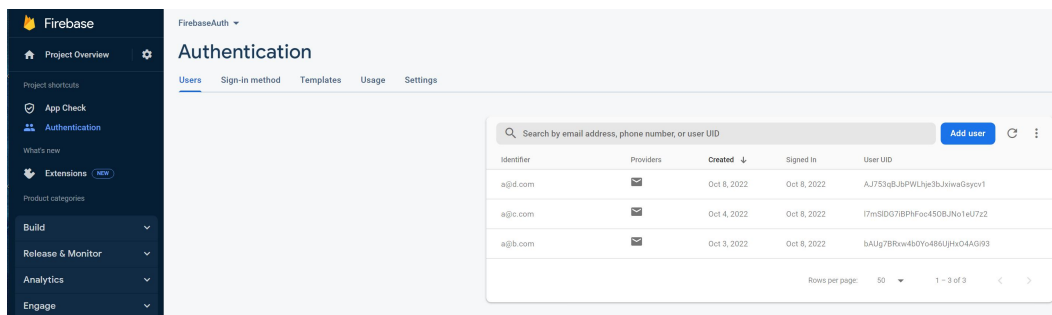 Firebase
Project Overview
Project shortcuts
App Check
Authentication
What's new
Extensions NEW
Product categories
Build
Release & Monitor
Analytics
Engage
FirebaseAuth
Authentication
Users Sign-in method Templates Usage Settings
Search by email address, phone number, or user UID Add user
Identifier Providers Created Signed In User UID
a@d.com Oct 8, 2022 Oct 8, 2022 AJ753qBJbPWLhje3bJxiwaGsycv1
a@c.com Oct 4, 2022 Oct 8, 2022 I7mSlDG7iBPhFoc45OBJNo1eU7z2
a@b.com Oct 3, 2022 Oct 8, 2022 bAUg7BRxw4b0Yo486UjHxO4AGi93
Rows per page: 50 1 – 3 of 3